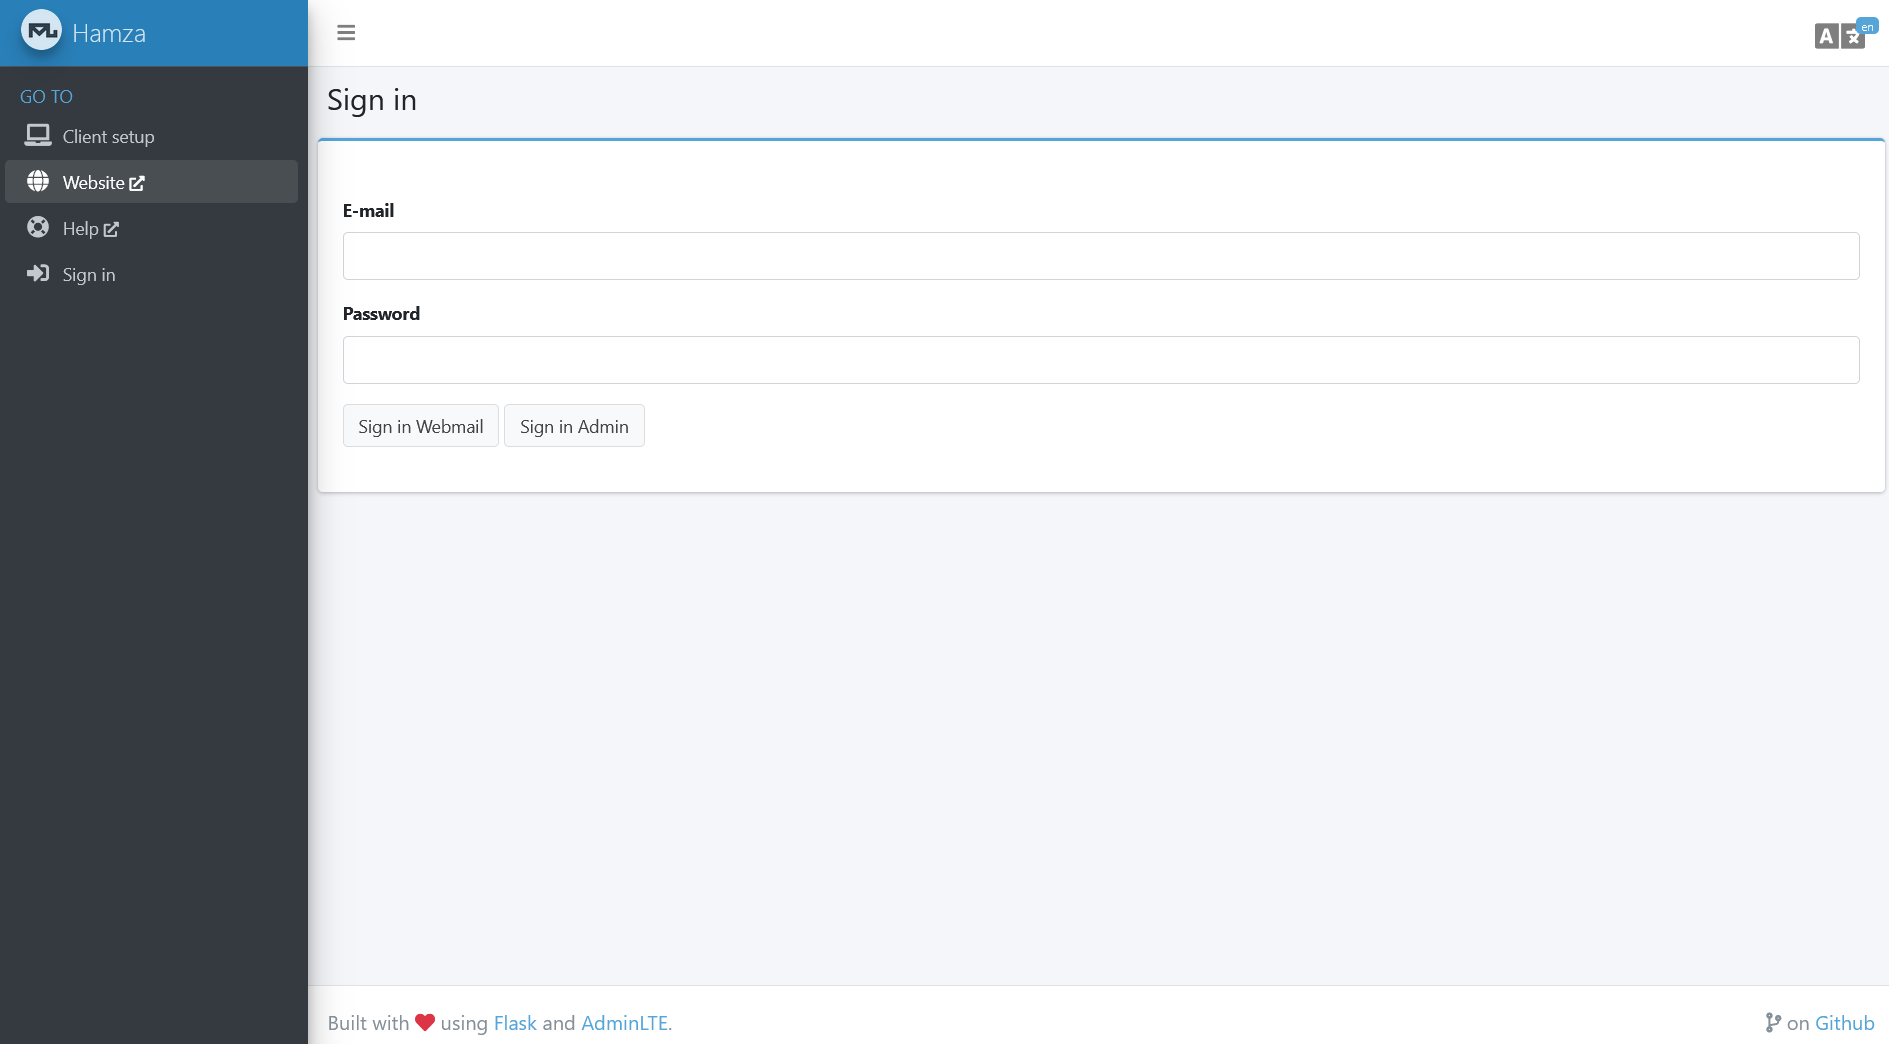 Hamza
en
GO TO
Client setup
Website
Help
Sign in
Sign in
E-mail
Password
Sign in Webmail
Sign in Admin
Built with using Flask and AdminLTE.
on Github